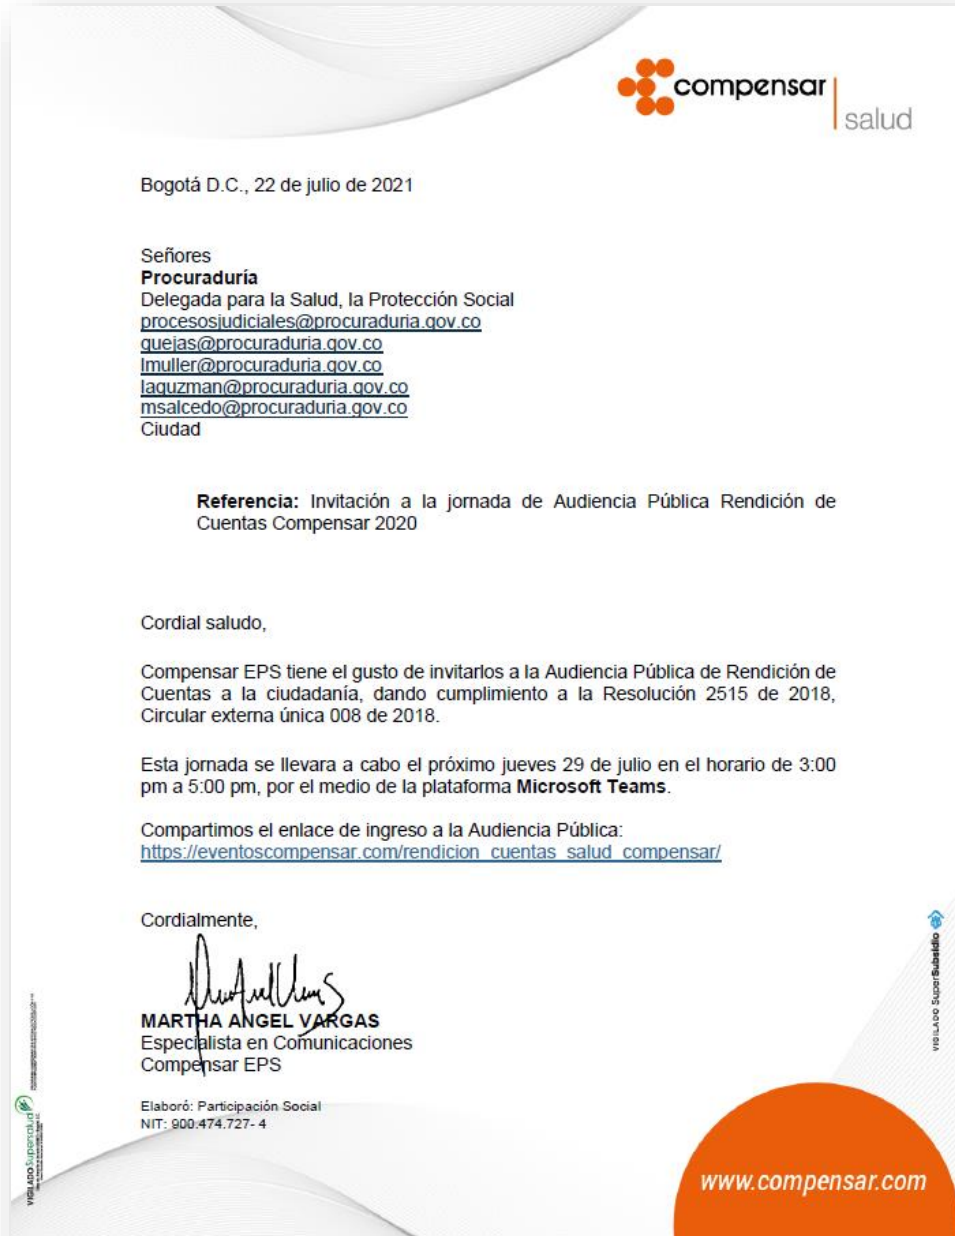 compensar
salud
Bogotá D.C., 22 de julio de 2021
Señores
Procuraduría
Delegada para la Salud, la Protección Social
procesosjudiciales@procuraduria.gov.co
quejas@procuraduria.gov.co
lmuller@procuraduria.gov.co
laguzman@procuraduria.gov.co
msalcedo@procuraduria.gov.co
Ciudad
Referencia: Invitación a la jornada de Audiencia Pública Rendición de
Cuentas Compensar 2020
Cordial saludo,
Compensar EPS tiene el gusto de invitarlos a la Audiencia Pública de Rendición de
Cuentas a la ciudadanía, dando cumplimiento a la Resolución 2515 de 2018,
Circular externa única 008 de 2018.
Esta jornada se llevara a cabo el próximo jueves 29 de julio en el horario de 3:00
pm a 5:00 pm, por el medio de la plataforma Microsoft Teams.
Compartimos el enlace de ingreso a la Audiencia Pública:
https://eventoscompensar.com/rendicion_cuentas_salud_compensar/
Cordialmente,
MARTHA ANGEL VARGAS
Especialista en Comunicaciones
Compensar EPS
Elaboró: Participación Social
NIT: 900.474.727- 4
VIGILADO Supersalud
VIGILADO SuperSubsidio
www.compensar.com